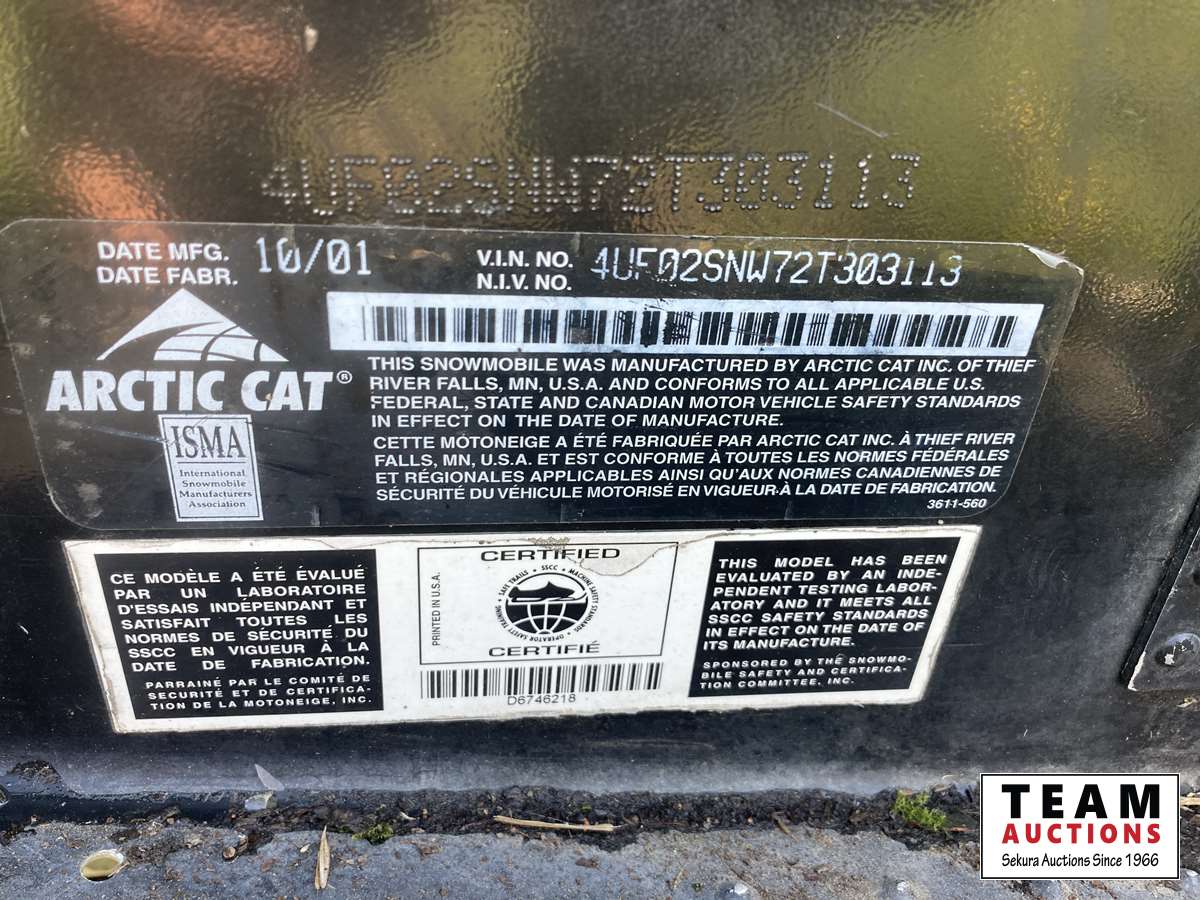 4UF02SNW72T303113
DATE MFG. 10/01
DATE FABR.
V.I.N. NO. 4UF02SNW72T303113
N.I.V. NO.
ARCTIC CAT®
ISMA
International
Snowmobile
Manufacturers
Association
THIS SNOWMOBILE WAS MANUFACTURED BY ARCTIC CAT INC. OF THIEF
RIVER FALLS, MN, U.S.A. AND CONFORMS TO ALL APPLICABLE U.S.
FEDERAL, STATE AND CANADIAN MOTOR VEHICLE SAFETY STANDARDS
IN EFFECT ON THE DATE OF MANUFACTURE.
CETTE MÓTONEIGE A ÉTÉ FABRIQUÉE PAR ARCTIC CAT INC. À THIEF RIVER
FALLS, MN, U.S.A. ET EST CONFORME À TOUTES LES NORMES FÉDÉRALES
ET RÉGIONALES APPLICABLES AINSI QU'AUX NORMES CANADIENNES DE
SÉCURITÉ DU VÉHICULE MOTORISÉ EN VIGUEUR À LA DATE DE FABRICATION.
3611-560
CE MODÈLE A ÉTÉ ÉVALUÉ
PAR UN LABORATOIRE
D'ESSAIS INDÉPENDANT ET
SATISFAIT TOUTES LES
NORMES DE SÉCURITÉ DU
SSCC EN VIGUEUR À LA
DATE DE FABRICATION.
PARRAINÉ PAR LE COMITÉ DE
SÉCURITÉ ET DE CERTIFICA-
TION DE LA MOTONEIGE, INC.
PRINTED IN U.S.A.
CERTIFIED
SAFE TRAILS • SSCC • MACHINE SAFETY STANDARDS • OPERATOR SAFETY TRAINING •
CERTIFIÉ
D6746218
THIS MODEL HAS BEEN
EVALUATED BY AN INDE-
PENDENT TESTING LABOR-
ATORY AND IT MEETS ALL
SSCC SAFETY STANDARDS
IN EFFECT ON THE DATE OF
ITS MANUFACTURE.
SPONSORED BY THE SNOWMO-
BILE SAFETY AND CERTIFICA-
TION COMMITTEE, INC.
TEAM
AUCTIONS
Sekura Auctions Since 1966